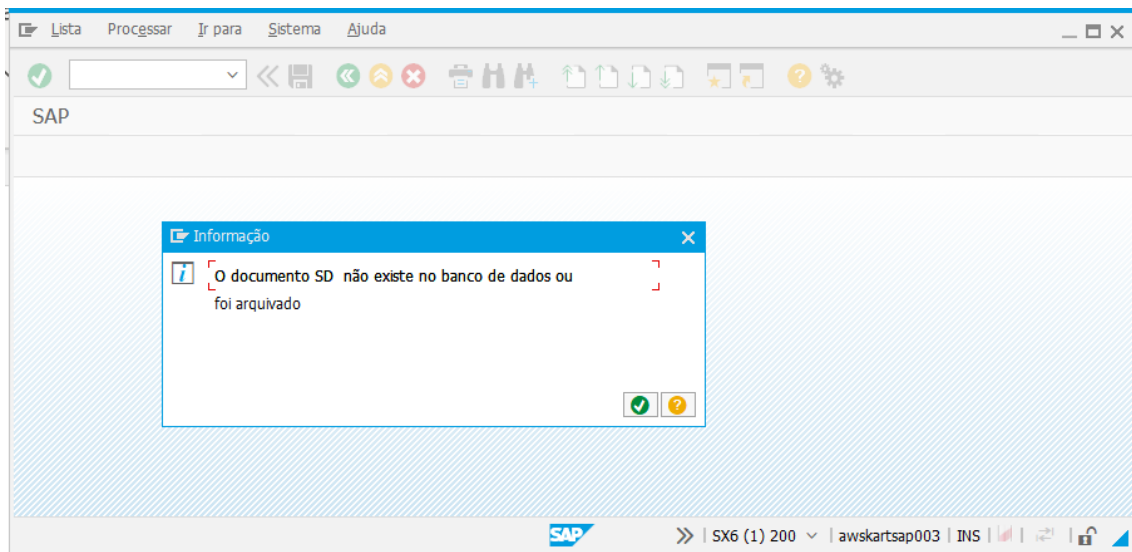 Lista Processar Ir para Sistema Ajuda
SAP
Informação
O documento SD  não existe no banco de dados ou
foi arquivado
SAP SX6 (1) 200 awskartsap003 INS